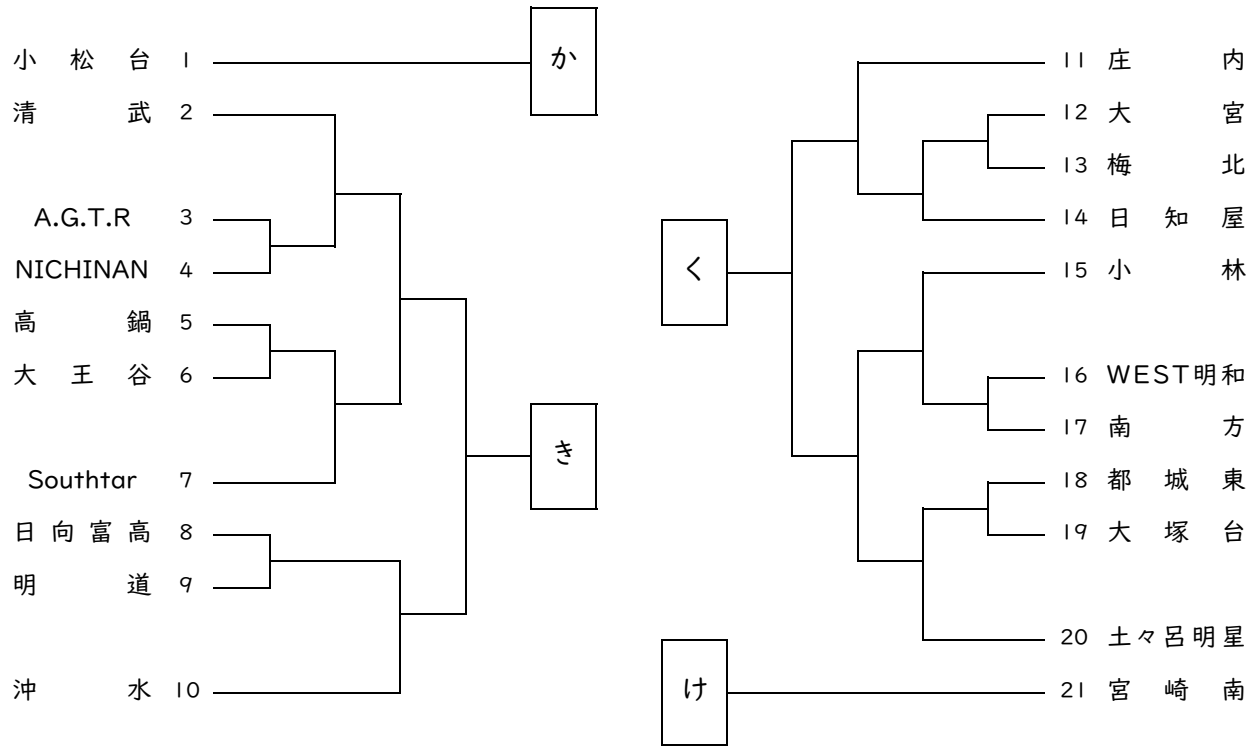 か
小松台 1
清武 2
A.G.T.R 3
NICHINAN 4
高鍋 5
大王谷 6
き
Southtar 7
日向富高 8
明道 9
沖水 10
11 庄内
12 大宮
13 梅北
14 日知屋
く
15 小林
16 WEST明和
17 南方
18 都城東
19 大塚台
20 土々呂明星
け
21 宮崎南